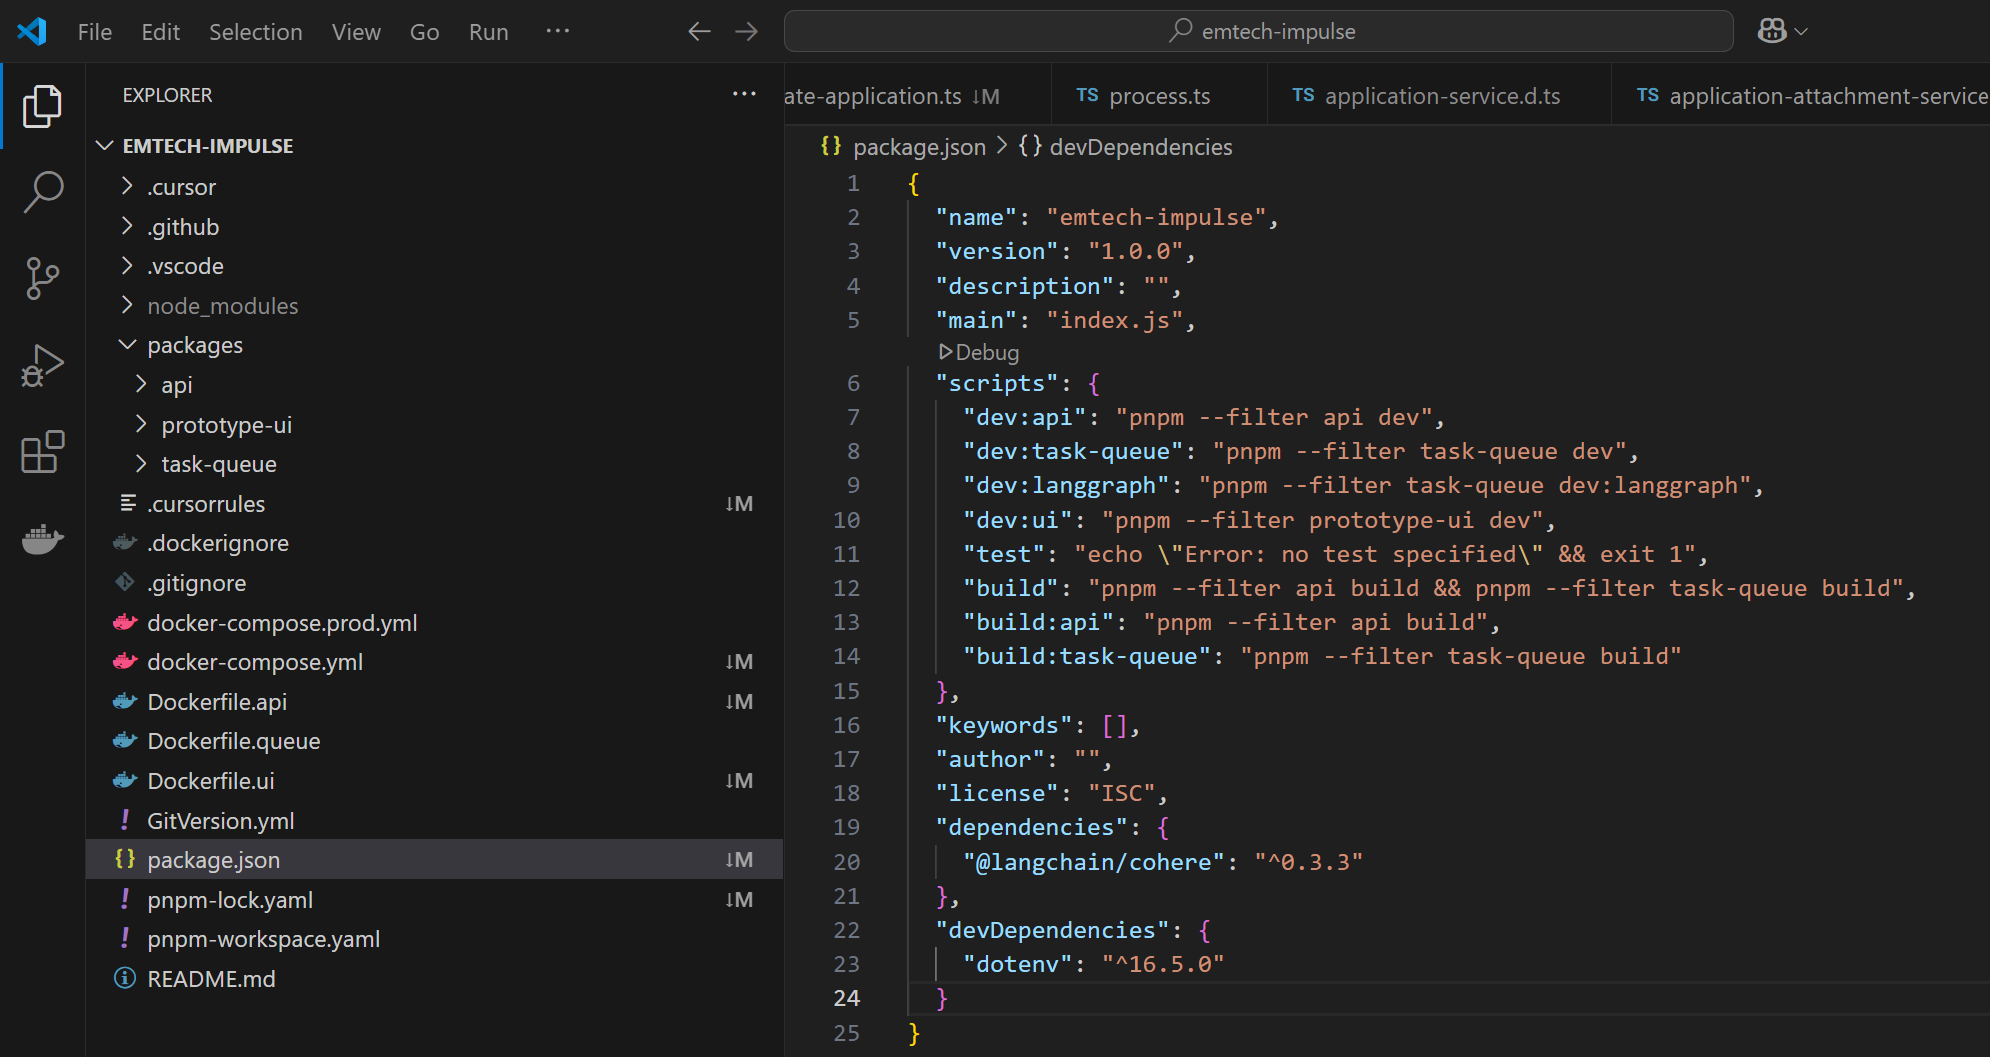 File Edit Selection View Go Run ···
emtech-impulse
EXPLORER ···
EMTECH-IMPULSE
.cursor
.github
.vscode
node_modules
packages
api
prototype-ui
task-queue
.cursorrules ↓M
.dockerignore
.gitignore
docker-compose.prod.yml
docker-compose.yml ↓M
Dockerfile.api ↓M
Dockerfile.queue
Dockerfile.ui ↓M
! GitVersion.yml
{} package.json ↓M
! pnpm-lock.yaml ↓M
! pnpm-workspace.yaml
README.md
ate-application.ts ↓M
TS process.ts
TS application-service.d.ts
TS application-attachment-service
{} package.json > {} devDependencies
1 {
2 "name": "emtech-impulse",
3 "version": "1.0.0",
4 "description": "",
5 "main": "index.js",
Debug
6 "scripts": {
7 "dev:api": "pnpm --filter api dev",
8 "dev:task-queue": "pnpm --filter task-queue dev",
9 "dev:langgraph": "pnpm --filter task-queue dev:langgraph",
10 "dev:ui": "pnpm --filter prototype-ui dev",
11 "test": "echo \"Error: no test specified\" && exit 1",
12 "build": "pnpm --filter api build && pnpm --filter task-queue build",
13 "build:api": "pnpm --filter api build",
14 "build:task-queue": "pnpm --filter task-queue build"
15 },
16 "keywords": [],
17 "author": "",
18 "license": "ISC",
19 "dependencies": {
20 "@langchain/cohere": "^0.3.3"
21 },
22 "devDependencies": {
23 "dotenv": "^16.5.0"
24 }
25 }